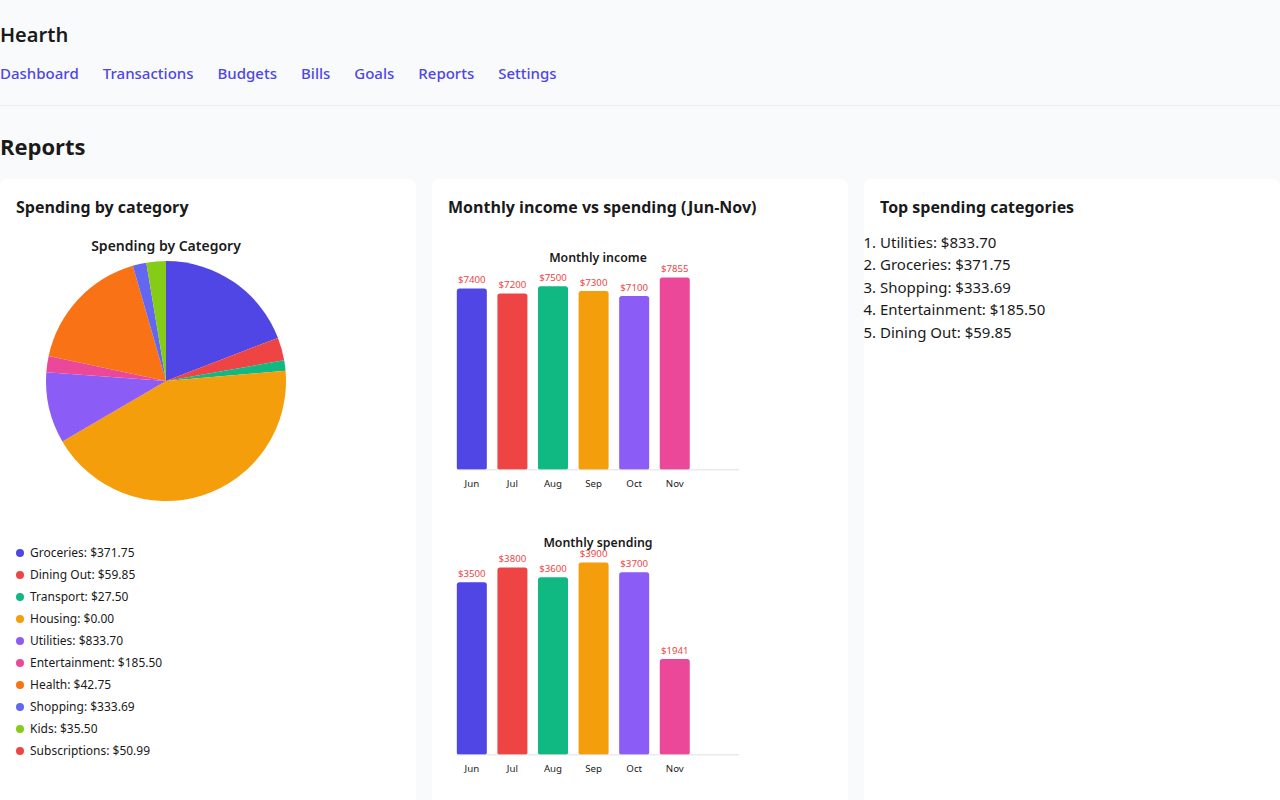 Hearth
Dashboard Transactions Budgets Bills Goals Reports Settings
Reports
Spending by category
Spending by Category
Groceries: $371.75
Dining Out: $59.85
Transport: $27.50
Housing: $0.00
Utilities: $833.70
Entertainment: $185.50
Health: $42.75
Shopping: $333.69
Kids: $35.50
Subscriptions: $50.99
Monthly income vs spending (Jun-Nov)
Monthly income
$7400 $7200 $7500 $7300 $7100 $7855
Jun Jul Aug Sep Oct Nov
Monthly spending
$3500 $3800 $3600 $3900 $3700 $1941
Jun Jul Aug Sep Oct Nov
Top spending categories
1. Utilities: $833.70
2. Groceries: $371.75
3. Shopping: $333.69
4. Entertainment: $185.50
5. Dining Out: $59.85